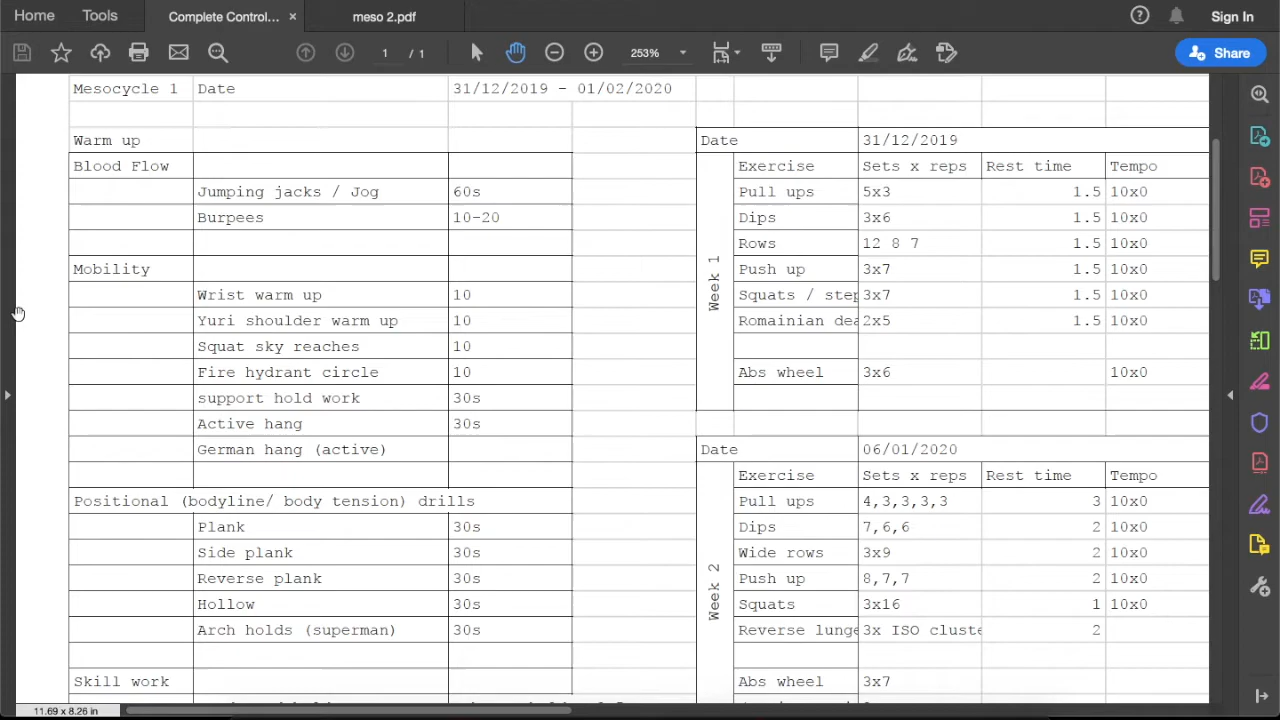 Home Tools Complete Control... × meso 2.pdf Sign In
1 / 1 253% Share
Mesocycle 1 Date 31/12/2019 - 01/02/2020
Warm up Date 31/12/2019
Blood Flow Exercise Sets x reps Rest time Tempo
Jumping jacks / Jog 60s Pull ups 5x3 1.5 10x0
Burpees 10-20 Dips 3x6 1.5 10x0
Rows 12 8 7 1.5 10x0
Mobility Week 1 Push up 3x7 1.5 10x0
Wrist warm up 10 Squats / step 3x7 1.5 10x0
Yuri shoulder warm up 10 Romainian dea 2x5 1.5 10x0
Squat sky reaches 10
Fire hydrant circle 10 Abs wheel 3x6 10x0
support hold work 30s
Active hang 30s
German hang (active) Date 06/01/2020
Exercise Sets x reps Rest time Tempo
Positional (bodyline/ body tension) drills Pull ups 4,3,3,3,3 3 10x0
Plank 30s Dips 7,6,6 2 10x0
Side plank 30s Wide rows 3x9 2 10x0
Reverse plank 30s Week 2 Push up 8,7,7 2 10x0
Hollow 30s Squats 3x16 1 10x0
Arch holds (superman) 30s Reverse lunge 3x ISO cluste 2
Skill work Abs wheel 3x7
11.69 x 8.26 in